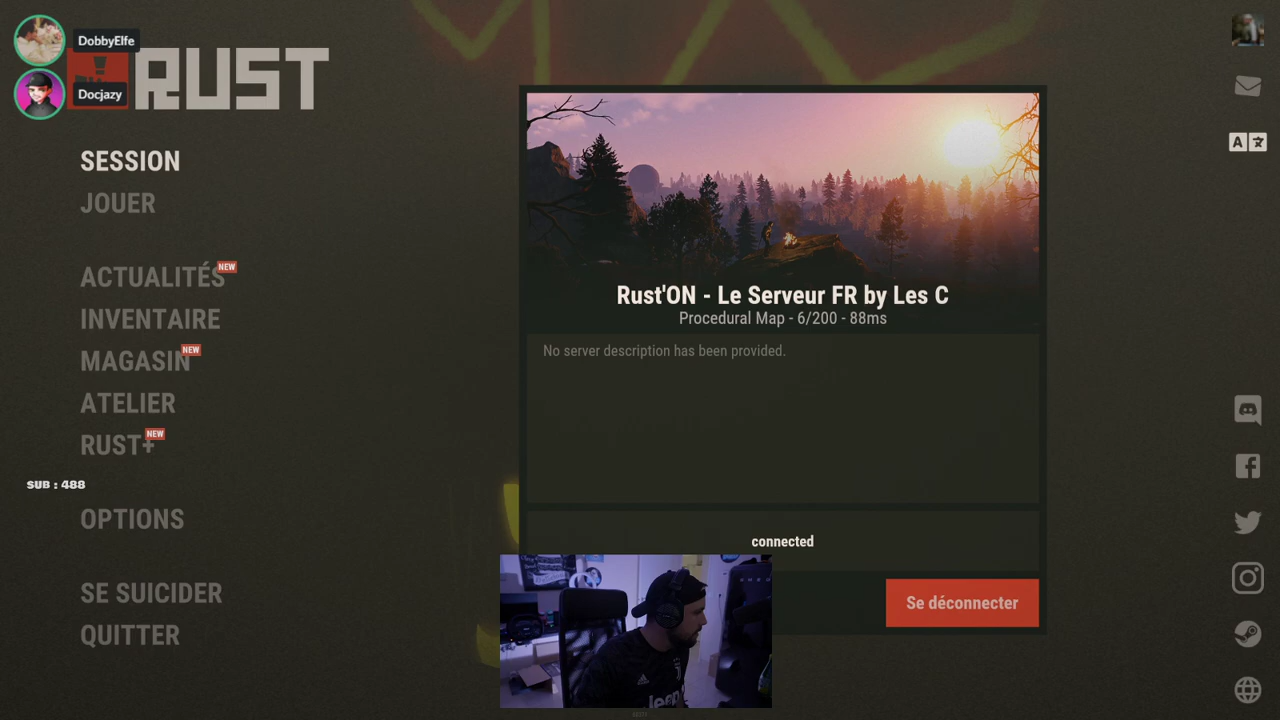 DobbyElfe
RUST
Docjazy
SESSION
JOUER
ACTUALITÉS NEW
INVENTAIRE
MAGASIN NEW
ATELIER
RUST+ NEW
SUB : 488
OPTIONS
SE SUICIDER
QUITTER
Rust'ON - Le Serveur FR by Les C
Procedural Map - 6/200 - 88ms
No server description has been provided.
connected
Se déconnecter
Jeep
A